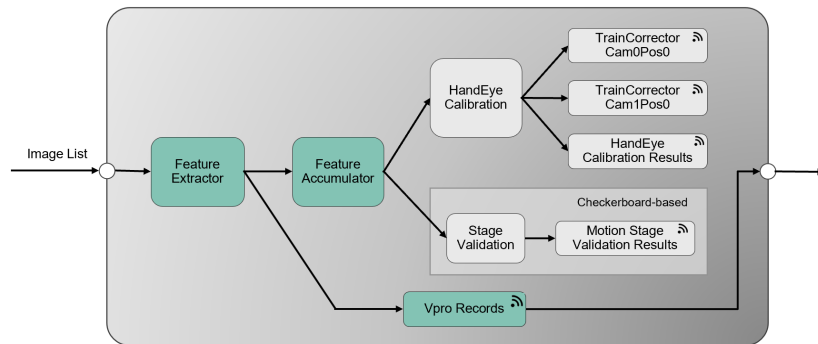 Image List
Feature
Extractor
Feature
Accumulator
HandEye
Calibration
TrainCorrector
Cam0Pos0
TrainCorrector
Cam1Pos0
HandEye
Calibration Results
Checkerboard-based
Stage
Validation
Motion Stage
Validation Results
Vpro Records